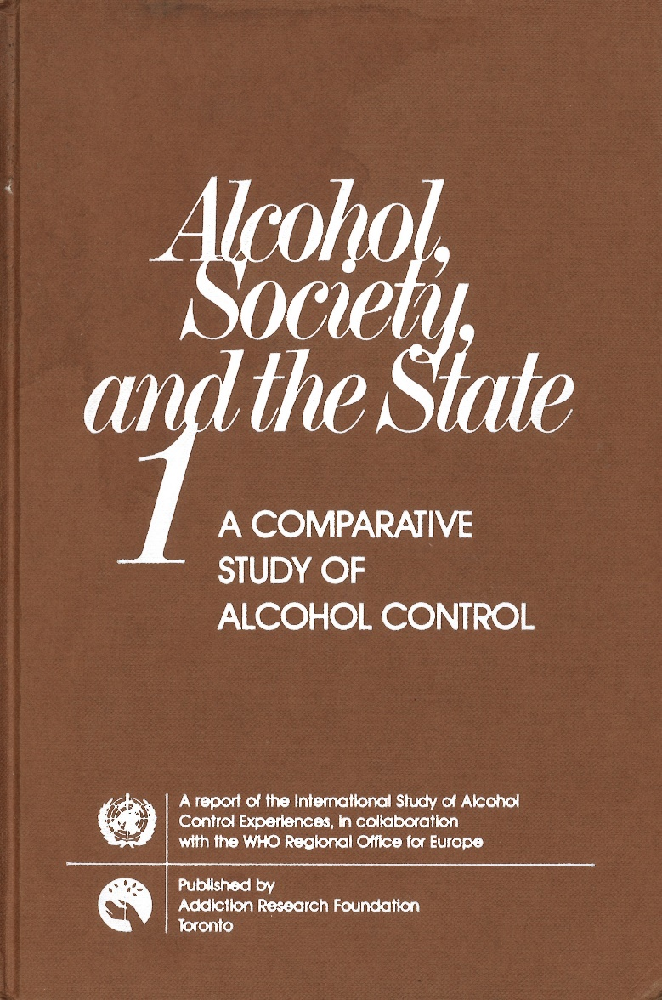 Alcohol,
Society,
and the State
1
A COMPARATIVE
STUDY OF
ALCOHOL CONTROL
A report of the International Study of Alcohol
Control Experiences, in collaboration
with the WHO Regional Office for Europe
Published by
Addiction Research Foundation
Toronto